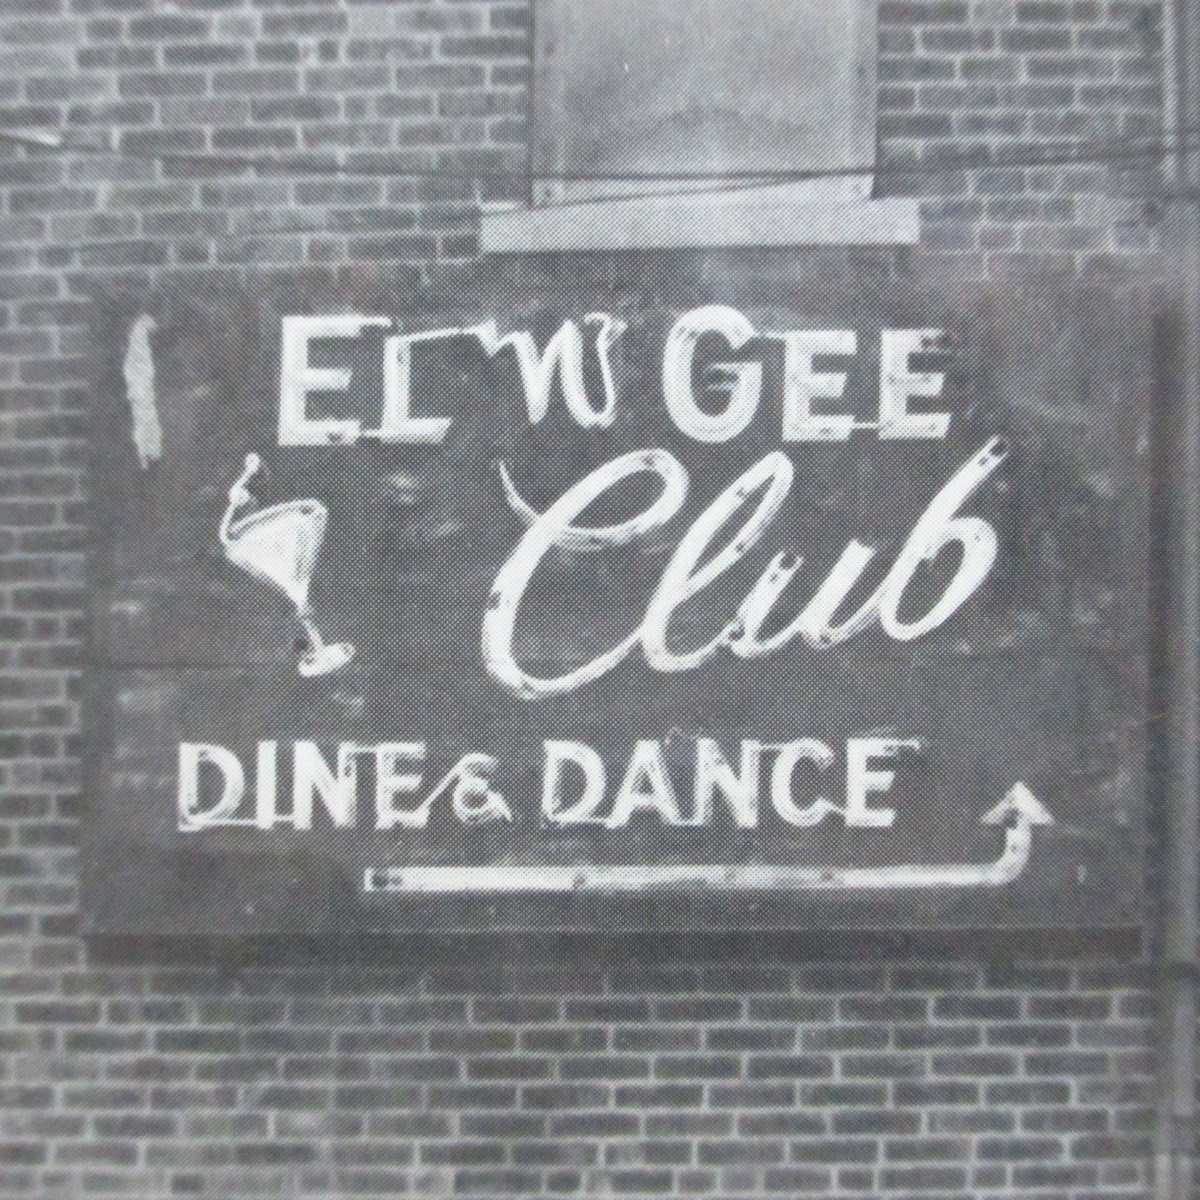 EL 'N' GEE
Club
DINE & DANCE